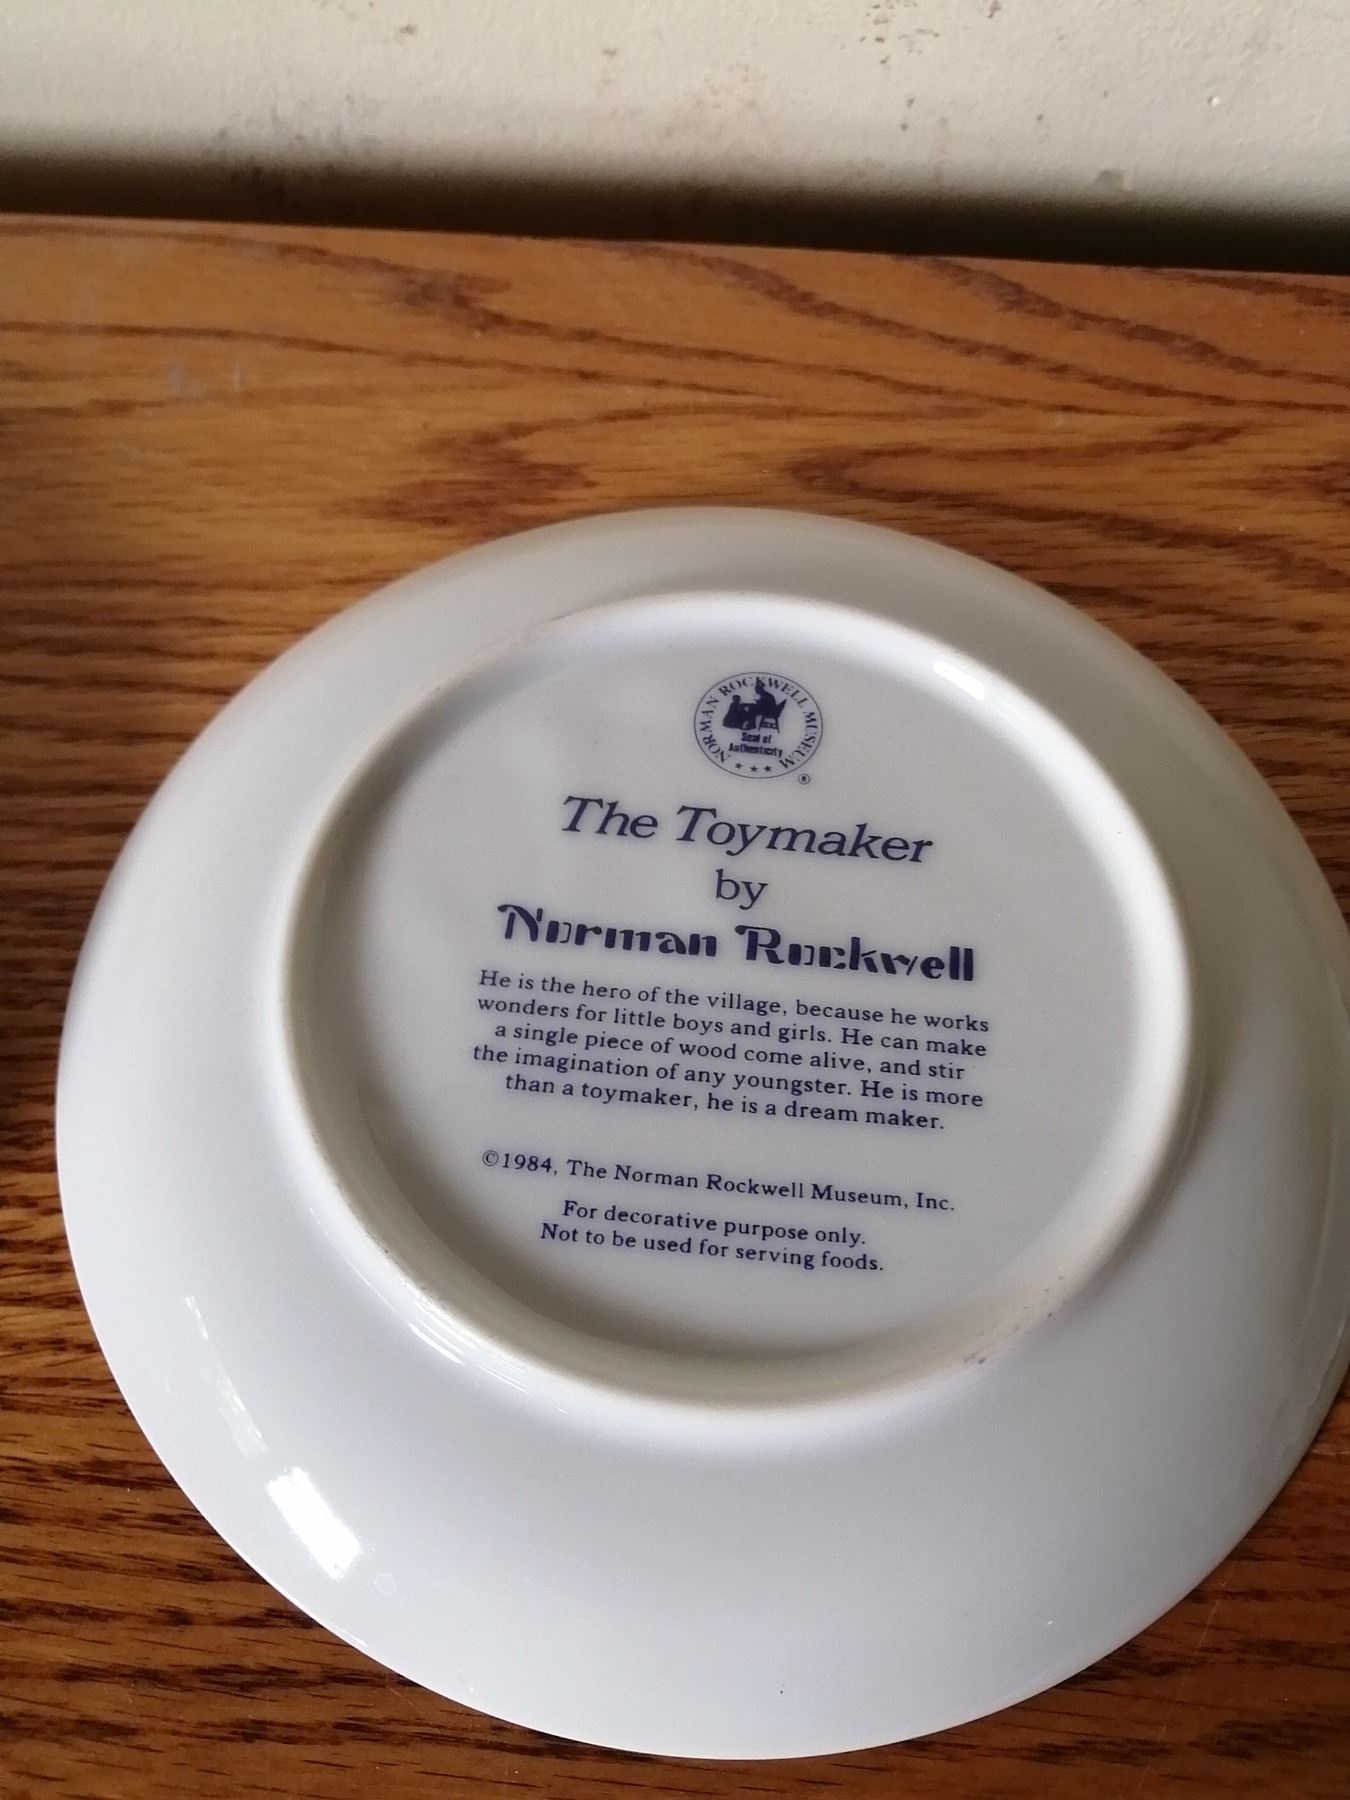 NORMAN ROCKWELL MUSEUM
Seal of
Authenticity
★ ★ ★
®
The Toymaker
by
Norman Rockwell
He is the hero of the village, because he works
wonders for little boys and girls. He can make
a single piece of wood come alive, and stir
the imagination of any youngster. He is more
than a toymaker, he is a dream maker.
©1984, The Norman Rockwell Museum, Inc.
For decorative purpose only.
Not to be used for serving foods.